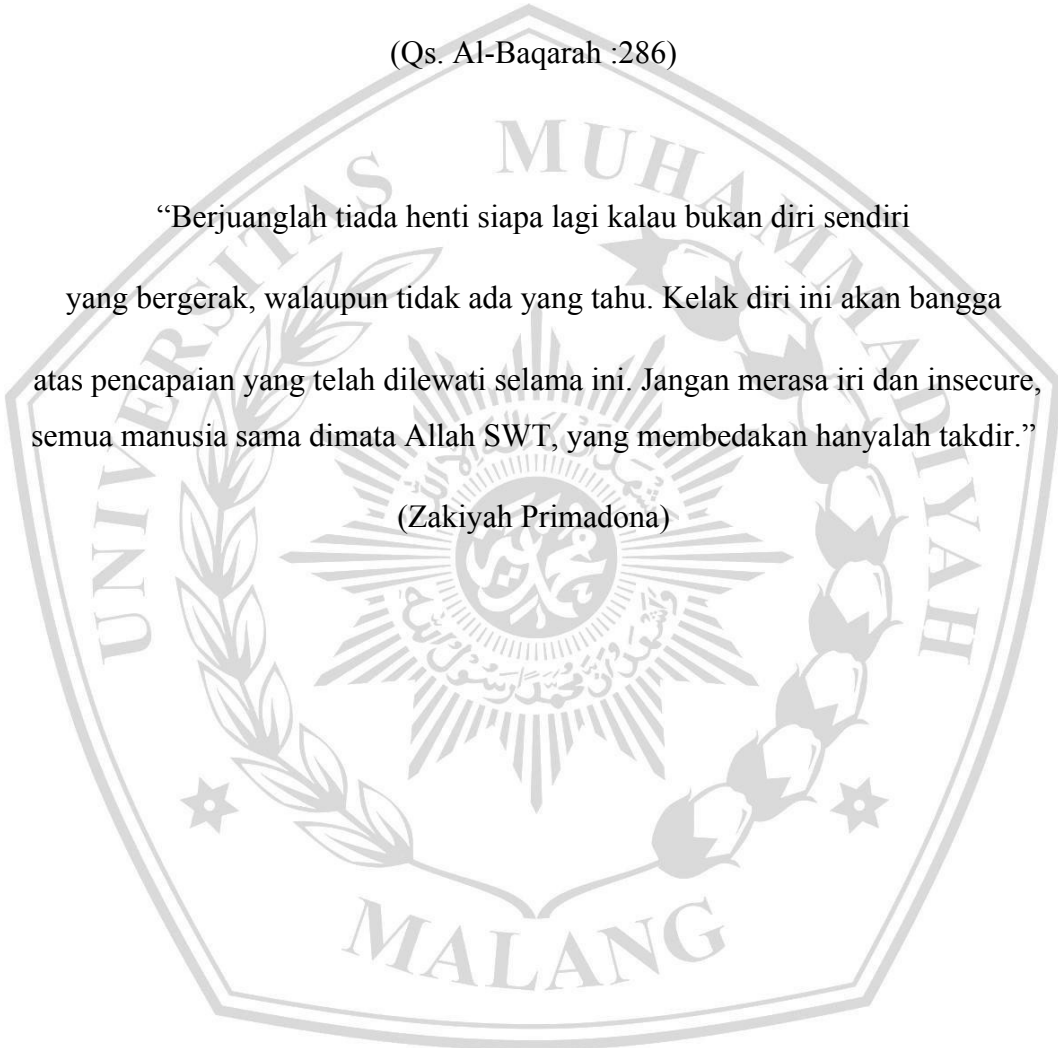 (Qs. Al-Baqarah :286)
“Berjuanglah tiada henti siapa lagi kalau bukan diri sendiri
yang bergerak, walaupun tidak ada yang tahu. Kelak diri ini akan bangga
atas pencapaian yang telah dilewati selama ini. Jangan merasa iri dan insecure,
semua manusia sama dimata Allah SWT, yang membedakan hanyalah takdir.”
(Zakiyah Primadona)
UNIVERSITAS MUHAMMADIYAH
MALANG